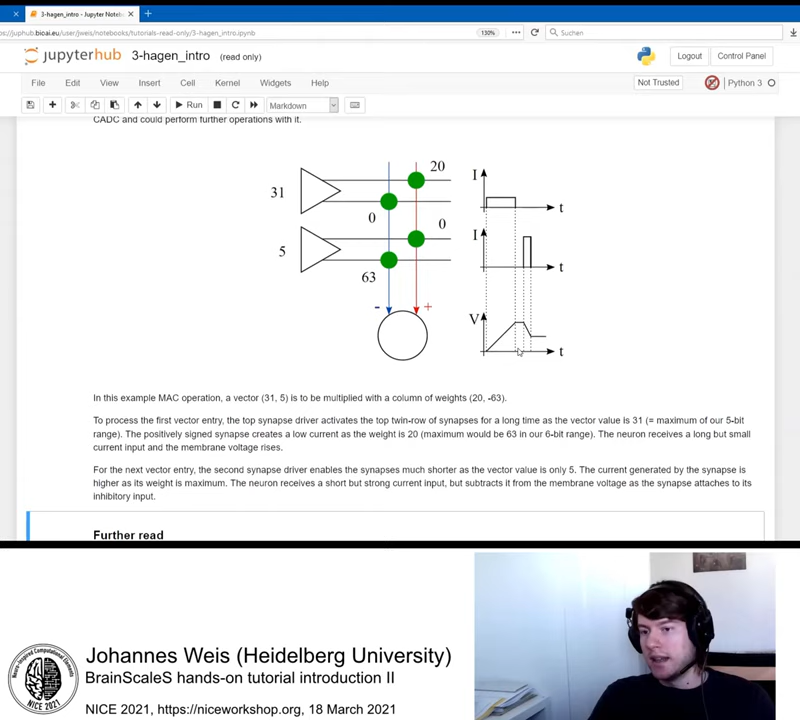 3-hagen_intro - Jupyter Noteb
s://juphub.bioai.eu/user/jweis/notebooks/tutorials-read-only/3-hagen_intro.ipynb
130%
Suchen
jupyterhub 3-hagen_intro (read only)
Logout Control Panel
File Edit View Insert Cell Kernel Widgets Help
Not Trusted Python 3
Run Markdown
CADC and could perform further operations with it.
20
31
0
I t
0
5
63
I t
- +
V t
In this example MAC operation, a vector (31, 5) is to be multiplied with a column of weights (20, -63).
To process the first vector entry, the top synapse driver activates the top twin-row of synapses for a long time as the vector value is 31 (= maximum of our 5-bit
range). The positively signed synapse creates a low current as the weight is 20 (maximum would be 63 in our 6-bit range). The neuron receives a long but small
current input and the membrane voltage rises.
For the next vector entry, the second synapse driver enables the synapses much shorter as the vector value is only 5. The current generated by the synapse is
higher as its weight is maximum. The neuron receives a short but strong current input, but subtracts it from the membrane voltage as the synapse attaches to its
inhibitory input.
Further read
Johannes Weis (Heidelberg University)
BrainScaleS hands-on tutorial introduction II
NICE 2021, https://niceworkshop.org, 18 March 2021
Neuro-Inspired Computational Elements
NICE 2021